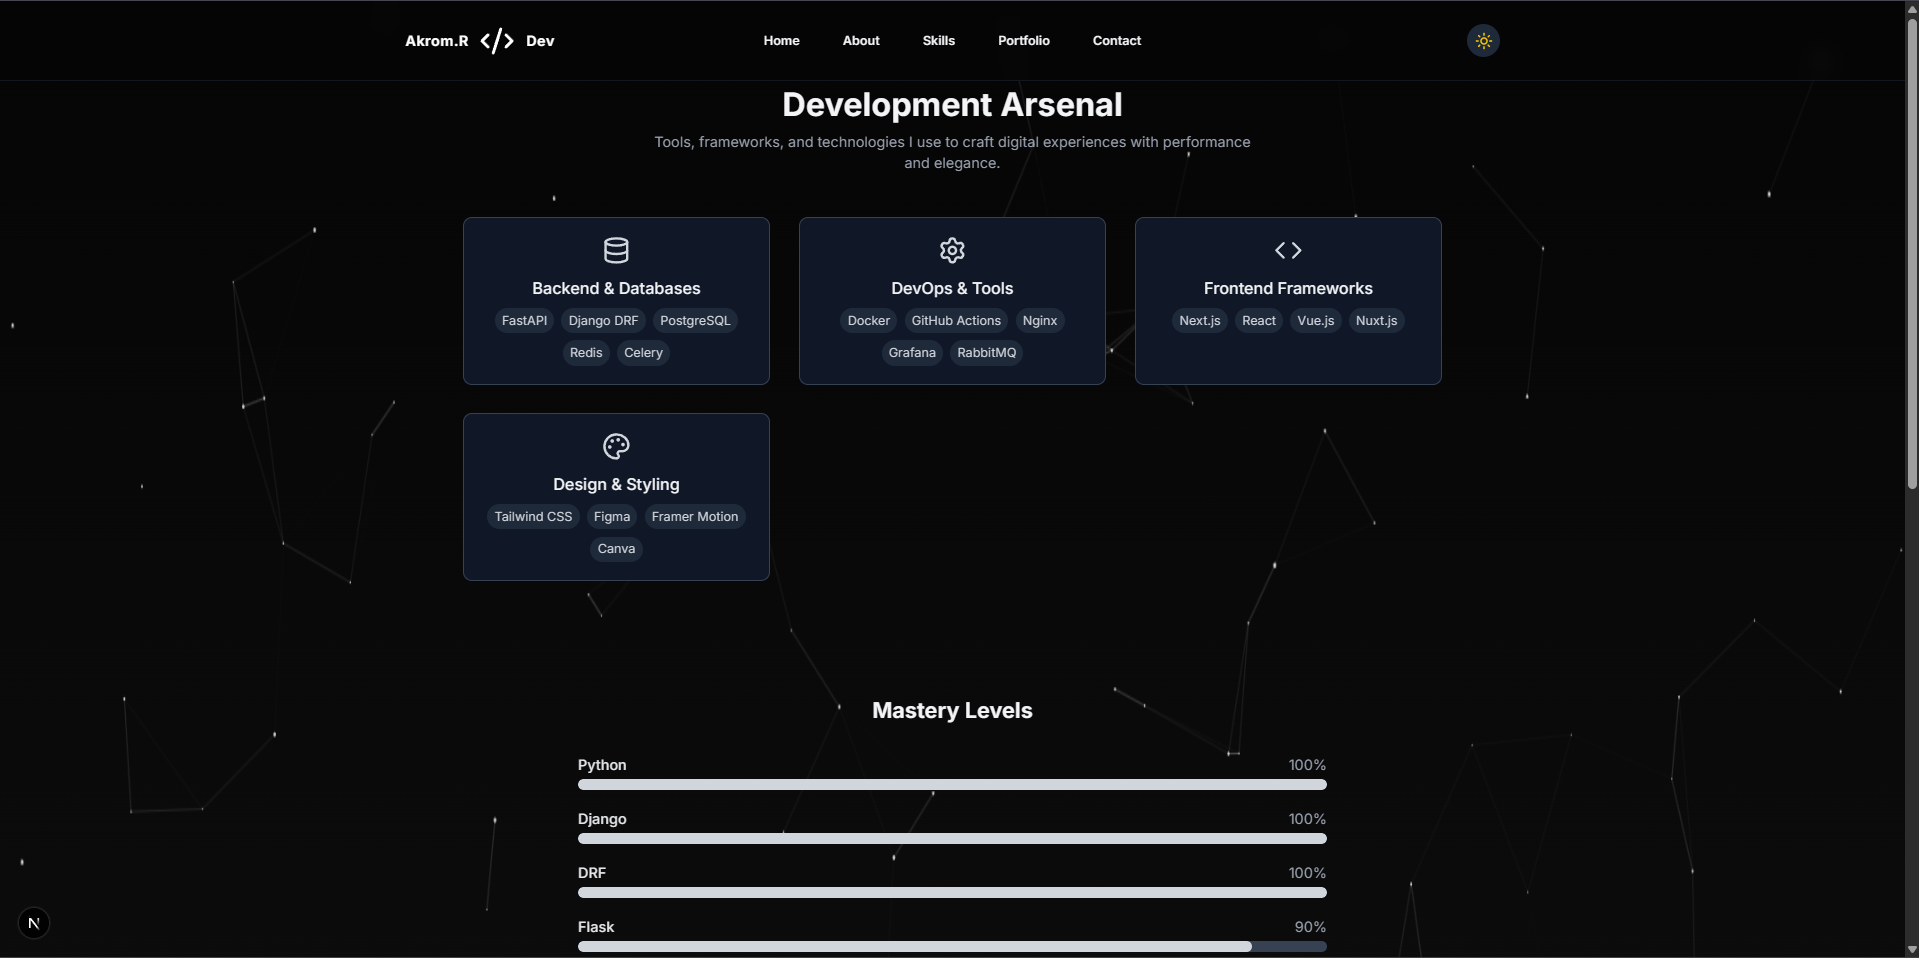 Akrom.R </> Dev
Home About Skills Portfolio Contact
Development Arsenal
Tools, frameworks, and technologies I use to craft digital experiences with performance
and elegance.
Backend & Databases
FastAPI Django DRF PostgreSQL
Redis Celery
DevOps & Tools
Docker GitHub Actions Nginx
Grafana RabbitMQ
Frontend Frameworks
Next.js React Vue.js Nuxt.js
Design & Styling
Tailwind CSS Figma Framer Motion
Canva
Mastery Levels
Python 100%
Django 100%
DRF 100%
Flask 90%
N